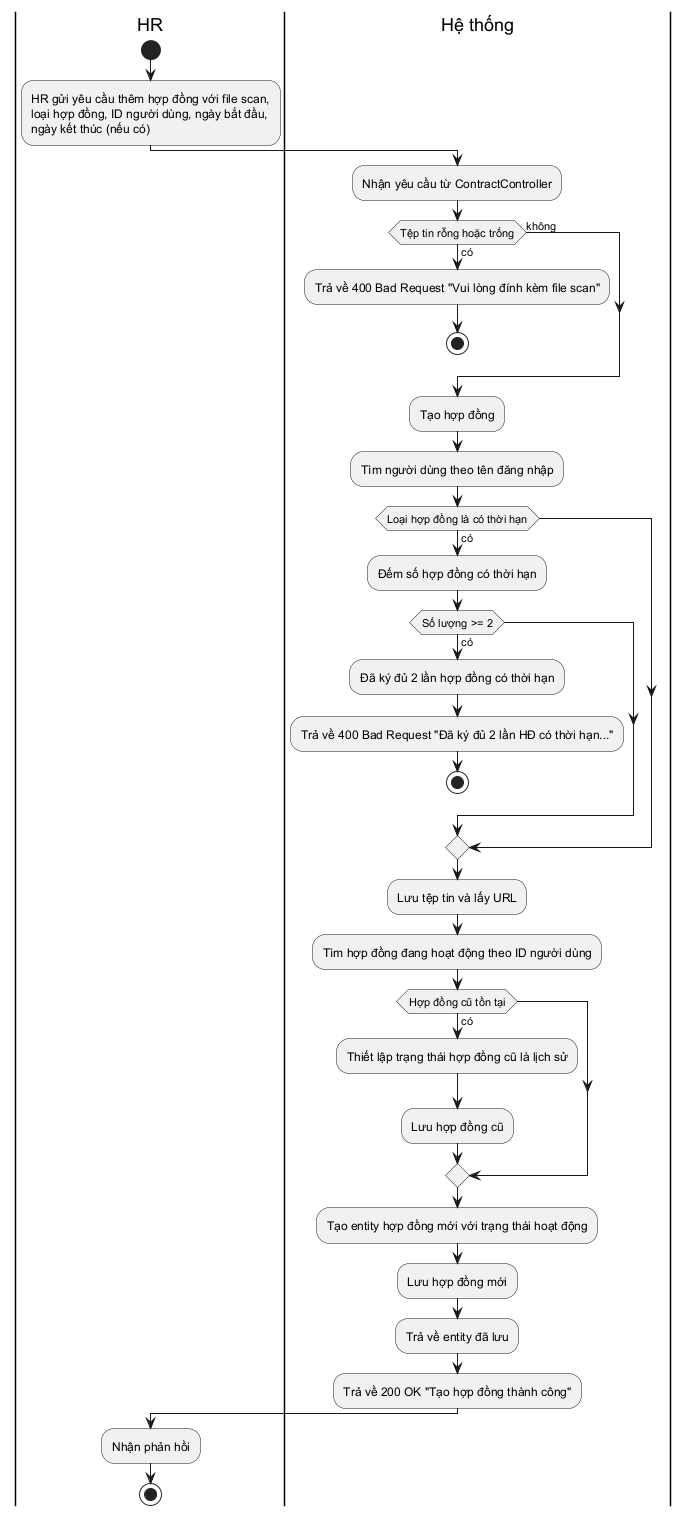 HR
Hệ thống
HR gửi yêu cầu thêm hợp đồng với file scan,
loại hợp đồng, ID người dùng, ngày bắt đầu,
ngày kết thúc (nếu có)
Nhận yêu cầu từ ContractController
Tệp tin rỗng hoặc trống
không
có
Trả về 400 Bad Request "Vui lòng đính kèm file scan"
Tạo hợp đồng
Tìm người dùng theo tên đăng nhập
Loại hợp đồng là có thời hạn
có
Đếm số hợp đồng có thời hạn
Số lượng >= 2
có
Đã ký đủ 2 lần hợp đồng có thời hạn
Trả về 400 Bad Request "Đã ký đủ 2 lần HĐ có thời hạn..."
Lưu tệp tin và lấy URL
Tìm hợp đồng đang hoạt động theo ID người dùng
Hợp đồng cũ tồn tại
có
Thiết lập trạng thái hợp đồng cũ là lịch sử
Lưu hợp đồng cũ
Tạo entity hợp đồng mới với trạng thái hoạt động
Lưu hợp đồng mới
Trả về entity đã lưu
Trả về 200 OK "Tạo hợp đồng thành công"
Nhận phản hồi